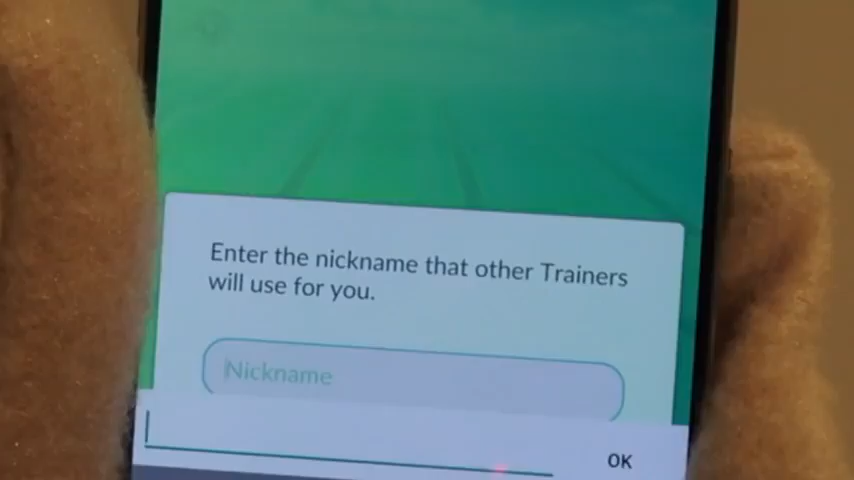 Enter the nickname that other Trainers
will use for you.
Nickname
OK